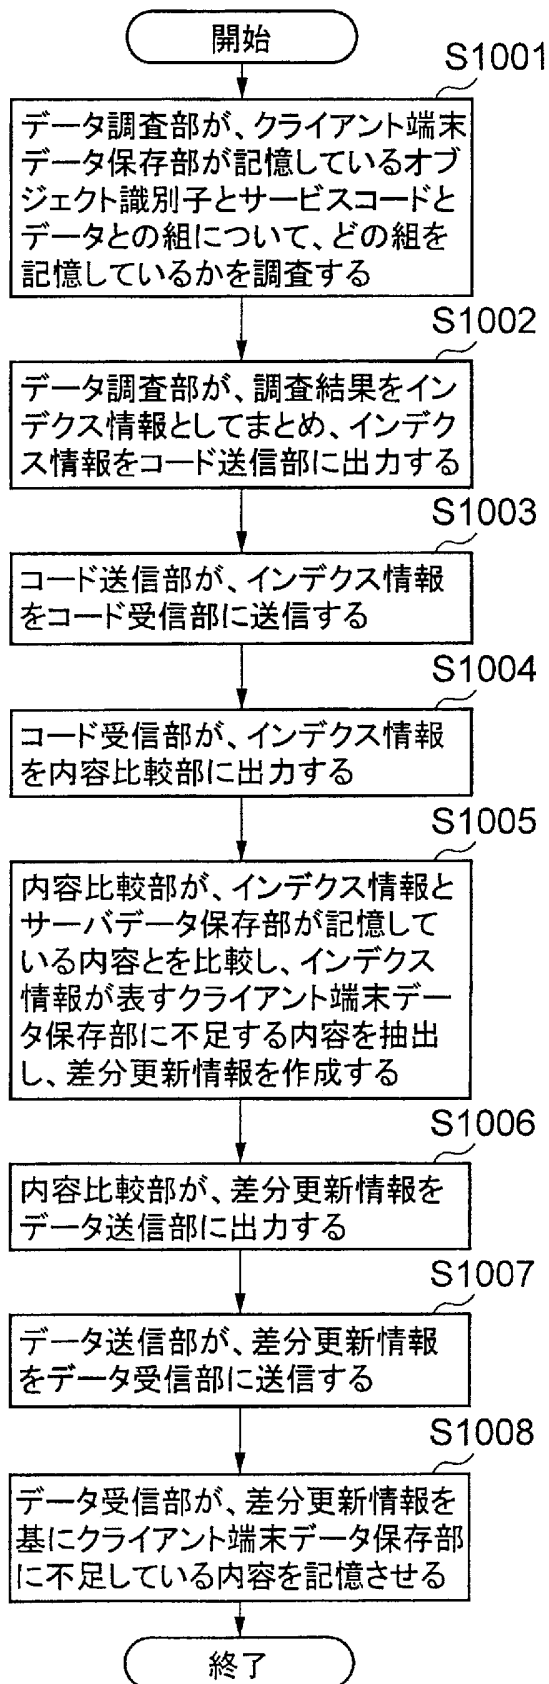 開始
S1001
データ調査部が、クライアント端末
データ保存部が記憶しているオブ
ジェクト識別子とサービスコードと
データとの組について、どの組を
記憶しているかを調査する
S1002
データ調査部が、調査結果をイン
デクス情報としてまとめ、インデク
ス情報をコード送信部に出力する
S1003
コード送信部が、インデクス情報
をコード受信部に送信する
S1004
コード受信部が、インデクス情報
を内容比較部に出力する
S1005
内容比較部が、インデクス情報と
サーバデータ保存部が記憶して
いる内容とを比較し、インデクス
情報が表すクライアント端末デー
タ保存部に不足する内容を抽出
し、差分更新情報を作成する
S1006
内容比較部が、差分更新情報を
データ送信部に出力する
S1007
データ送信部が、差分更新情報
をデータ受信部に送信する
S1008
データ受信部が、差分更新情報を
基にクライアント端末データ保存部
に不足している内容を記憶させる
終了